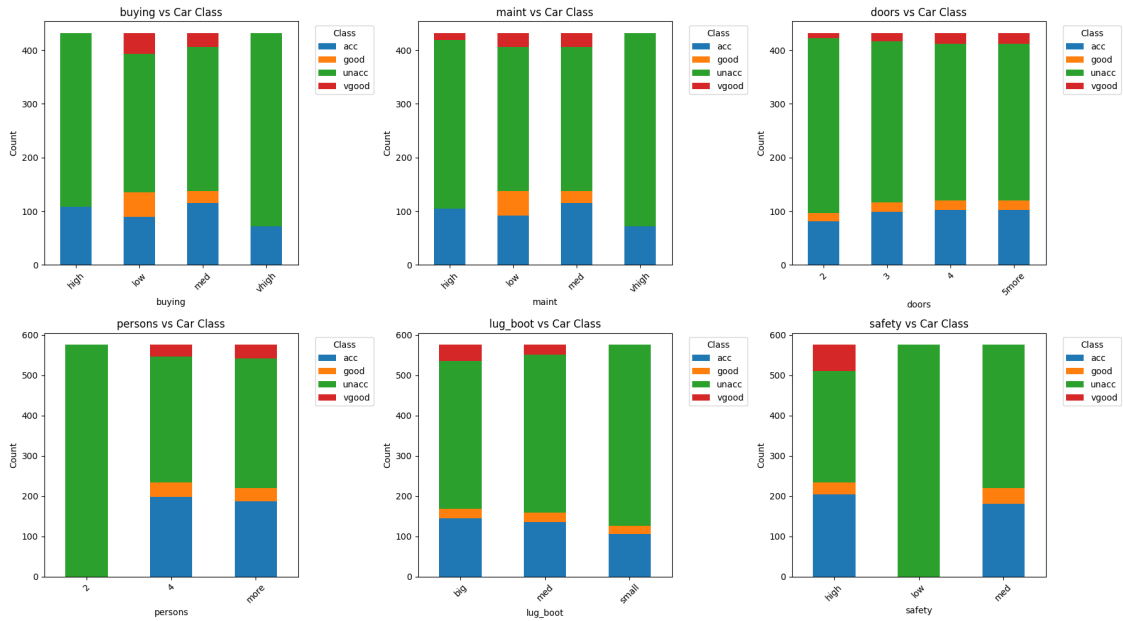 buying vs Car Class
Count
400
300
200
100
0
high
low
med
vhigh
buying
Class
acc
good
unacc
vgood
maint vs Car Class
Count
400
300
200
100
0
high
low
med
vhigh
maint
Class
acc
good
unacc
vgood
doors vs Car Class
Count
400
300
200
100
0
2
3
4
5more
doors
Class
acc
good
unacc
vgood
persons vs Car Class
Count
600
500
400
300
200
100
0
2
4
more
persons
Class
acc
good
unacc
vgood
lug_boot vs Car Class
Count
600
500
400
300
200
100
0
big
med
small
lug_boot
Class
acc
good
unacc
vgood
safety vs Car Class
Count
600
500
400
300
200
100
0
high
low
med
safety
Class
acc
good
unacc
vgood